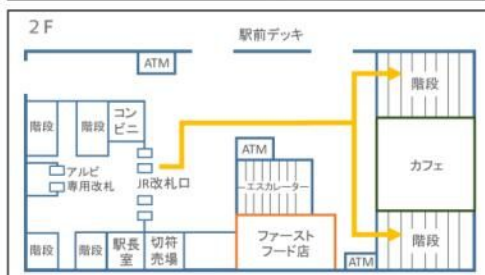 2F
駅前デッキ
ATM
階段
階段
階段
コン
ビニ
ATM
カフェ
アルビ
専用改札
JR改札口
エスカレーター
階段
階段
駅長
室
切符
売場
ファースト
フード店
ATM
階段